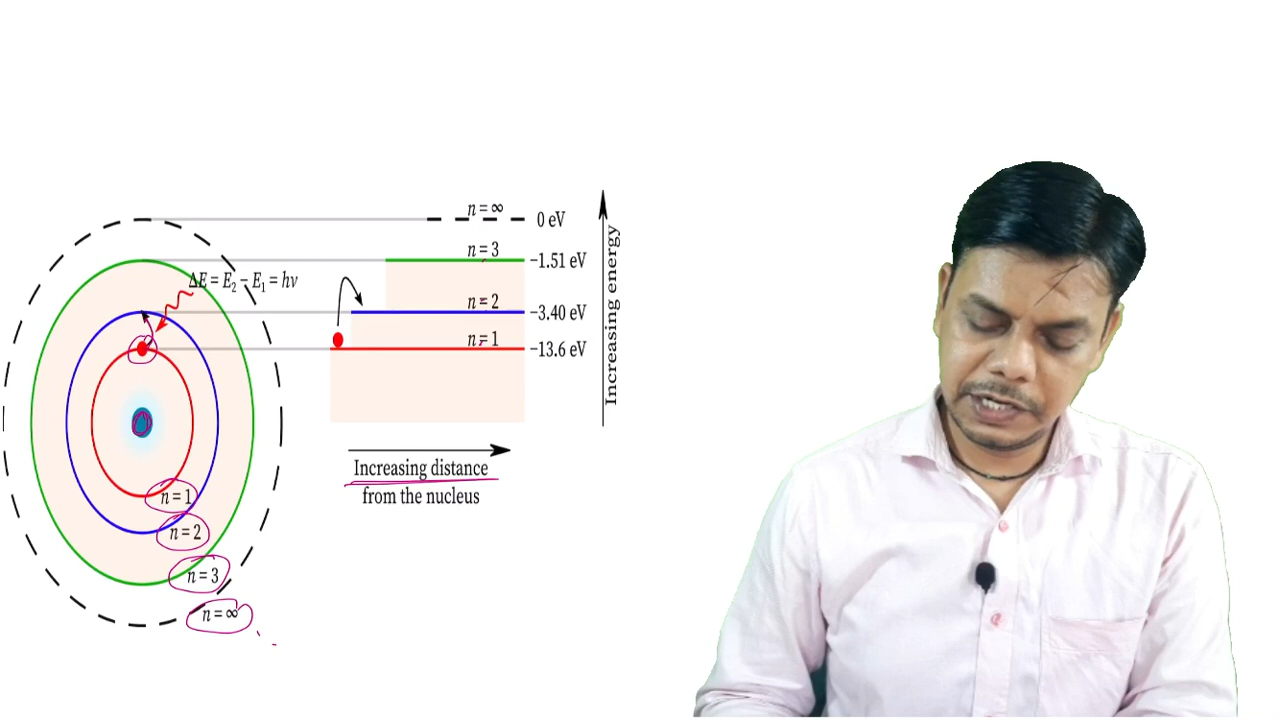 n = ∞
0 eV
n = 3
−1.51 eV
ΔE = E₂ − E₁ = hν
n = 2
−3.40 eV
n = 1
−13.6 eV
Increasing energy
Increasing distance
from the nucleus
n = 1
n = 2
n = 3
n = ∞